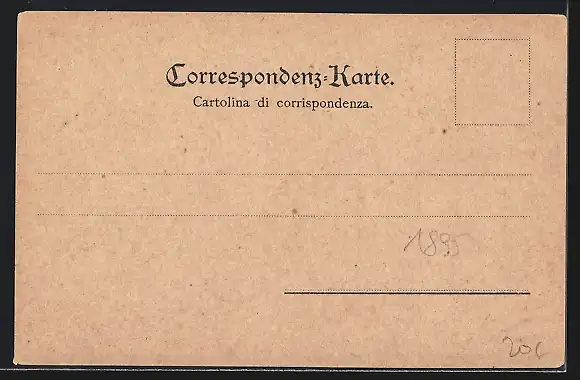 Correspondenz-Karte.
Cartolina di corrispondenza.
1895